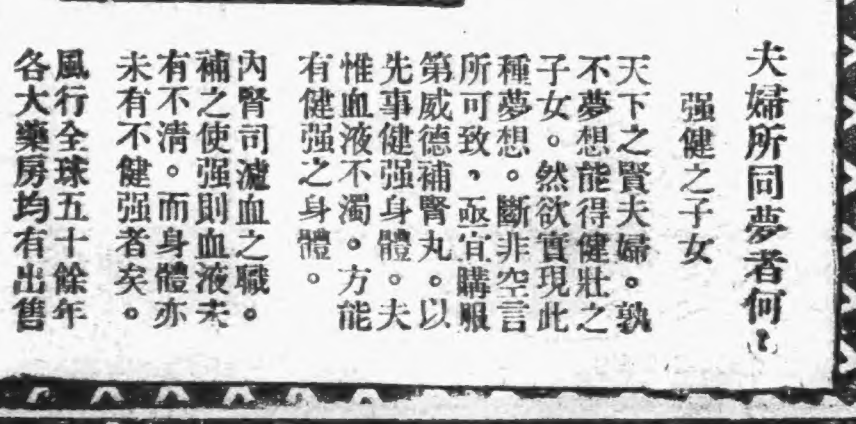 夫婦所同夢者何？
强健之子女
天下之賢夫婦。孰
不夢想能得健壯之
子女。然欲實現此
種夢想。斷非空言
所可致，亟宜購服
第威德補腎丸。以
先事健强身體。夫
惟血液不濁。方能
有健强之身體。
內腎司濾血之職。
補之使强則血液未
有不清。而身體亦
未有不健强者矣。
風行全球五十餘年
各大藥房均有出售